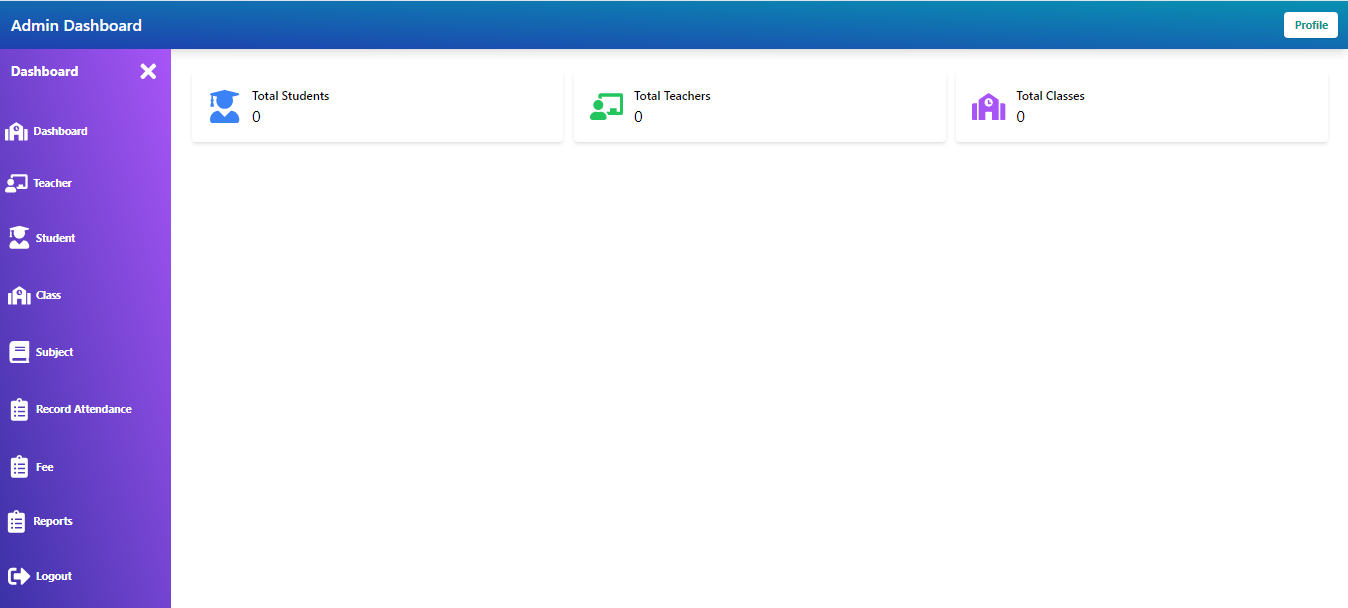 Admin Dashboard
Profile
Dashboard
Dashboard
Teacher
Student
Class
Subject
Record Attendance
Fee
Reports
Logout
Total Students
0
Total Teachers
0
Total Classes
0